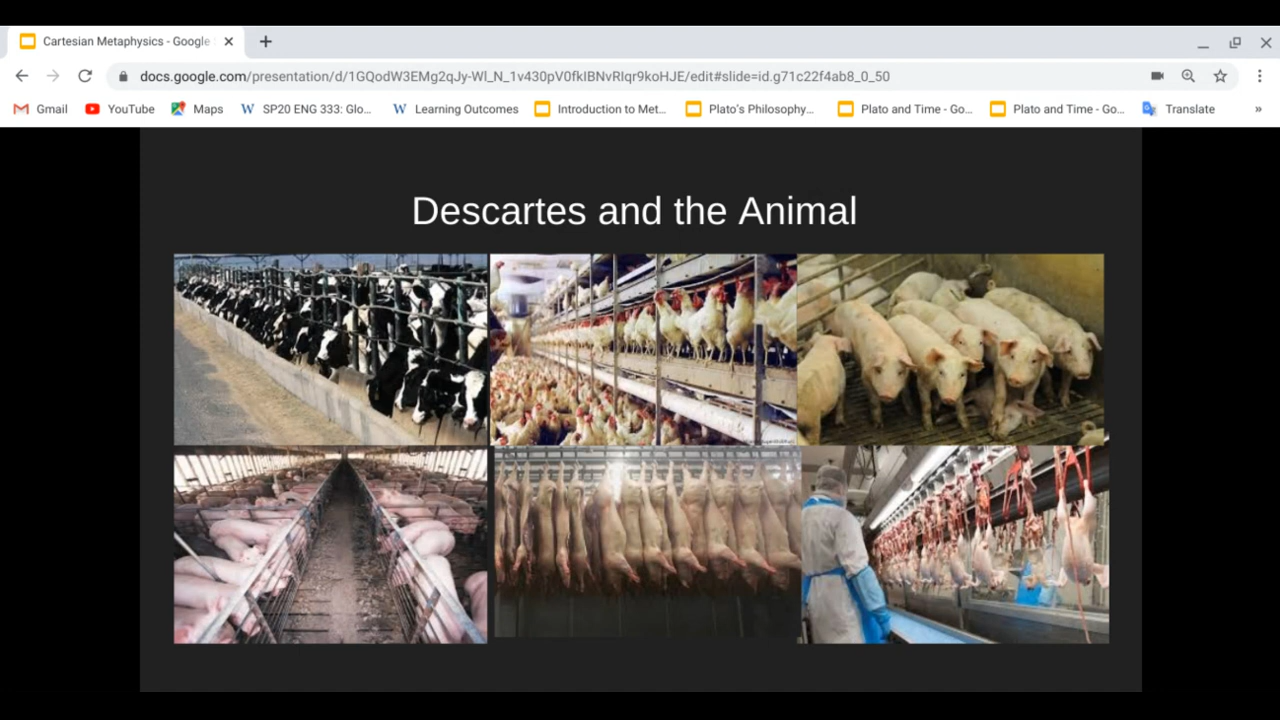 Cartesian Metaphysics - Google
docs.google.com/presentation/d/1GQodW3EMg2qJy-Wl_N_1v430pV0fkIBNvRlqr9koHJE/edit#slide=id.g71c22f4ab8_0_50
Gmail YouTube Maps SP20 ENG 333: Glo... Learning Outcomes Introduction to Met... Plato's Philosophy... Plato and Time - Go... Plato and Time - Go... Translate »
Descartes and the Animal